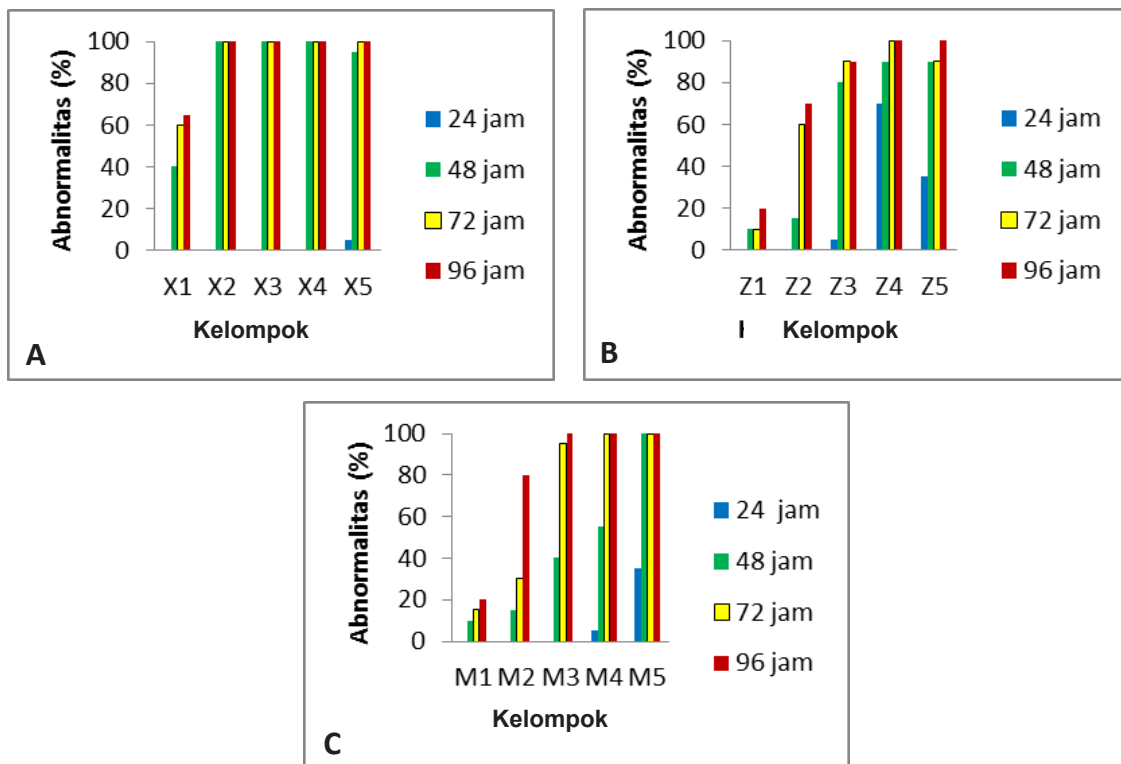 Abnormalitas (%)
100
80
60
40
20
0
X1 X2 X3 X4 X5
Kelompok
24 jam
48 jam
72 jam
96 jam
A
Abnormalitas (%)
100
80
60
40
20
0
Z1 Z2 Z3 Z4 Z5
Kelompok
24 jam
48 jam
72 jam
96 jam
B
Abnormalitas (%)
100
80
60
40
20
0
M1 M2 M3 M4 M5
Kelompok
24 jam
48 jam
72 jam
96 jam
C